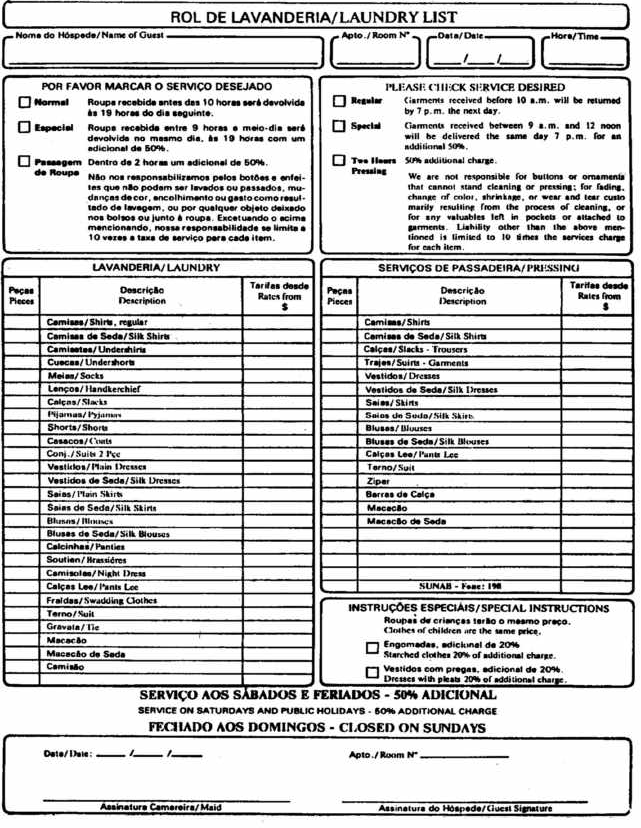 ROL DE LAVANDERIA/LAUNDRY LIST
Nome do Hóspede/Name of Guest
Apto./Room Nº
Data/Date
Hora/Time
POR FAVOR MARCAR O SERVIÇO DESEJADO
Normal Roupa recebida antes das 10 horas será devolvida
às 19 horas do dia seguinte.
Especial Roupa recebida entre 9 horas e meio-dia será
devolvida no mesmo dia, às 19 horas com um
adicional de 50%.
Passagem de Roupa Dentro de 2 horas um adicional de 50%.
Não nos responsabilizamos pelos botões e enfei-
tes que não podem ser lavados ou passados, mu-
danças de cor, encolhimento ou gasto como resul-
tado de lavagem, ou por qualquer objeto deixado
nos bolsos ou junto à roupa. Excetuando o acima
mencionando, nossa responsabilidade se limita a
10 vezes a taxa de serviço para cada item.
PLEASE CHECK SERVICE DESIRED
Regular Garments received before 10 a.m. will be returned
by 7 p.m. the next day.
Special Garments received between 9 a.m. and 12 noon
will be delivered the same day 7 p.m. for an
additional 50%.
Two Hours Pressing 50% additional charge.
We are not responsible for buttons or ornaments
that cannot stand cleaning or pressing; for fading,
change of color, shrinkage, or wear and tear custo
marily resulting from the process of cleaning, or
for any valuables left in pockets or attached to
garments. Liability other than the above men-
tioned is limited to 10 times the services charge
for each item.
LAVANDERIA/LAUNDRY
Peças Pieces
Descrição Description
Tarifas desde Rates from $
Camisas/Shirts, regular
Camisas de Seda/Silk Shirts
Camisetas/Undershirts
Cuecas/Undershorts
Meias/Socks
Lenços/Handkerchief
Calças/Slacks
Pijamas/Pyjamas
Shorts/Shorts
Casacos/Coats
Conj./Suits 2 Pçe
Vestidos/Plain Dresses
Vestidos de Seda/Silk Dresses
Saias/Plain Skirts
Saias de Seda/Silk Skirts
Blusas/Blouses
Blusas de Seda/Silk Blouses
Calcinhas/Panties
Soutien/Brassiéres
Camisolas/Night Dress
Calças Lee/Pants Lee
Fraldas/Swadding Clothes
Terno/Suit
Gravata/Tie
Macacão
Macacão de Seda
Camisão
SERVIÇOS DE PASSADEIRA/PRESSING
Peças Pieces
Descrição Description
Tarifas desde Rates from $
Camisas/Shirts
Camisas de Seda/Silk Shirts
Calças/Slacks - Trousers
Trajes/Suirts - Garments
Vestidos/Dresses
Vestidos de Seda/Silk Dresses
Saias/Skirts
Saias de Seda/Silk Skirts
Blusas/Blouses
Blusas de Seda/Silk Blouses
Calças Lee/Pants Lee
Terno/Suit
Ziper
Barras de Calça
Macacão
Macacão de Seda
SUNAB - Fone: 198
INSTRUÇÕES ESPECIÁIS/SPECIAL INSTRUCTIONS
Roupas de crianças terão o mesmo preço.
Clothes of children are the same price.
Engomadas, adicional de 20%
Starched clothes 20% of additional charge.
Vestidos com pregas, adicional de 20%.
Dresses with pleats 20% of additional charge.
SERVIÇO AOS SÁBADOS E FERIADOS - 50% ADICIONAL
SERVICE ON SATURDAYS AND PUBLIC HOLIDAYS - 50% ADDITIONAL CHARGE
FECHADO AOS DOMINGOS - CLOSED ON SUNDAYS
Data/Date: / /
Apto./Room Nº
Assinatura Camareira/Maid
Assinatura do Hóspede/Guest Signature